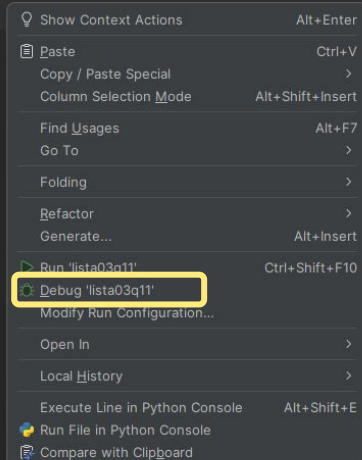 Show Context Actions Alt+Enter
Paste Ctrl+V
Copy / Paste Special
Column Selection Mode Alt+Shift+Insert
Find Usages Alt+F7
Go To
Folding
Refactor
Generate... Alt+Insert
Run 'lista03q11' Ctrl+Shift+F10
Debug 'lista03q11'
Modify Run Configuration...
Open In
Local History
Execute Line in Python Console Alt+Shift+E
Run File in Python Console
Compare with Clipboard